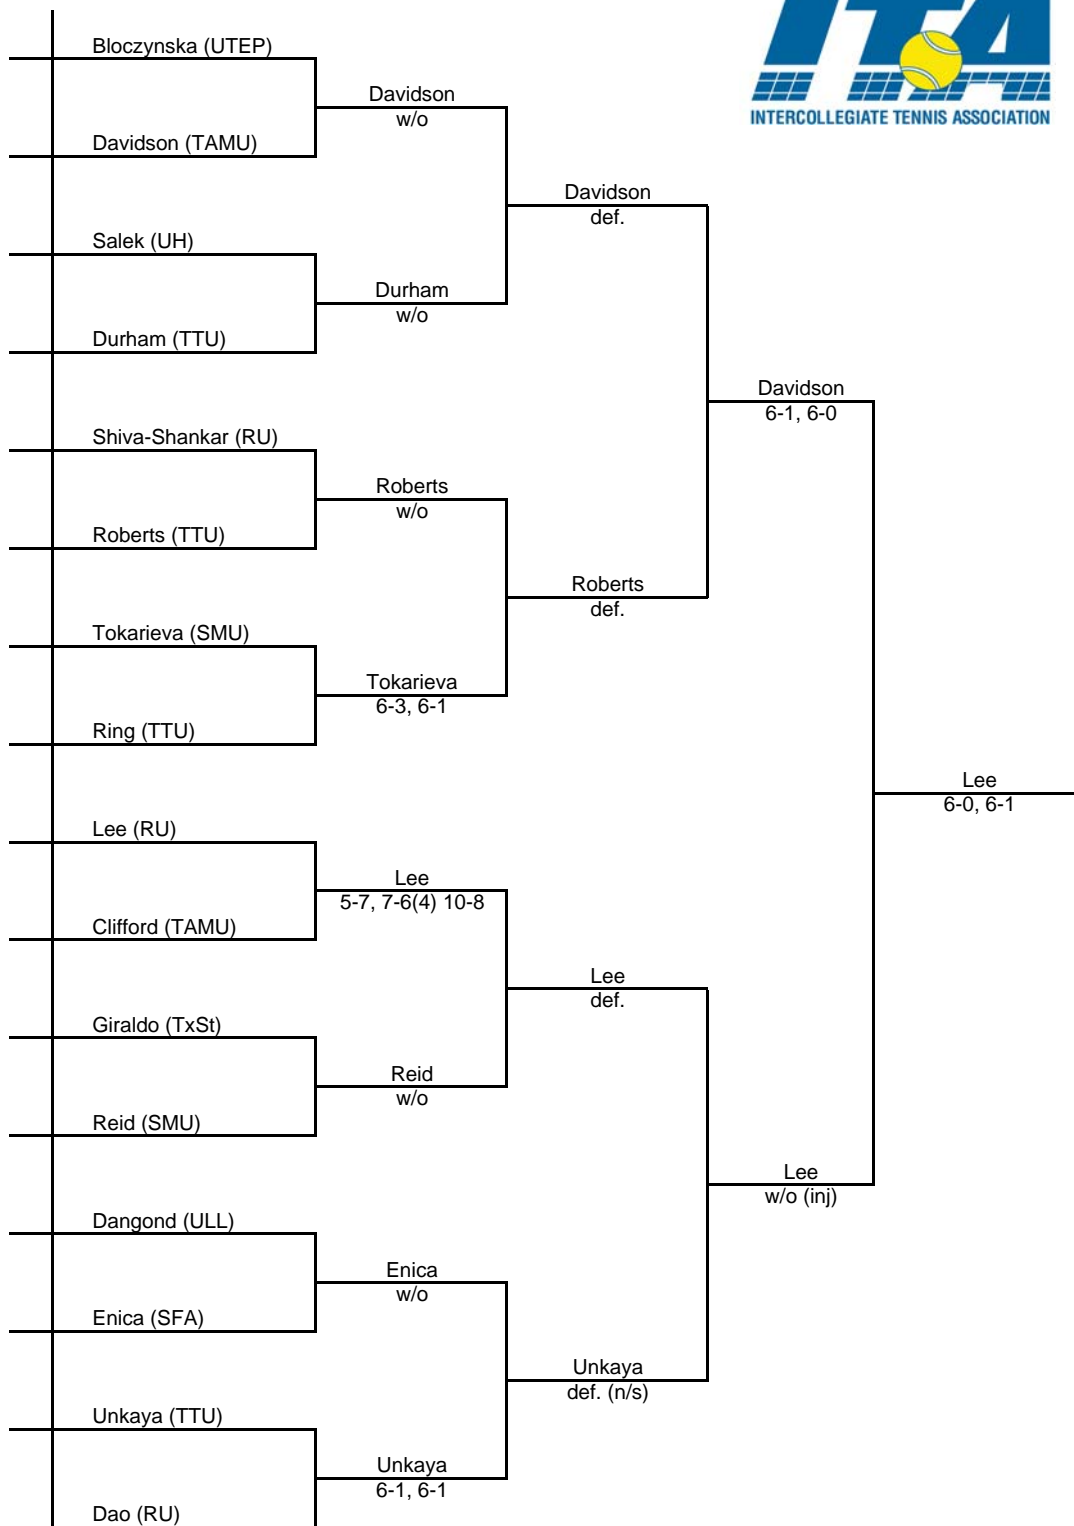 ITA
INTERCOLLEGIATE TENNIS ASSOCIATION
Bloczynska (UTEP)
Davidson
w/o
Davidson (TAMU)
Davidson
def.
Salek (UH)
Durham
w/o
Durham (TTU)
Davidson
6-1, 6-0
Shiva-Shankar (RU)
Roberts
w/o
Roberts (TTU)
Roberts
def.
Tokarieva (SMU)
Tokarieva
6-3, 6-1
Ring (TTU)
Lee
6-0, 6-1
Lee (RU)
Lee
5-7, 7-6(4) 10-8
Clifford (TAMU)
Lee
def.
Giraldo (TxSt)
Reid
w/o
Reid (SMU)
Lee
w/o (inj)
Dangond (ULL)
Enica
w/o
Enica (SFA)
Unkaya
def. (n/s)
Unkaya (TTU)
Unkaya
6-1, 6-1
Dao (RU)